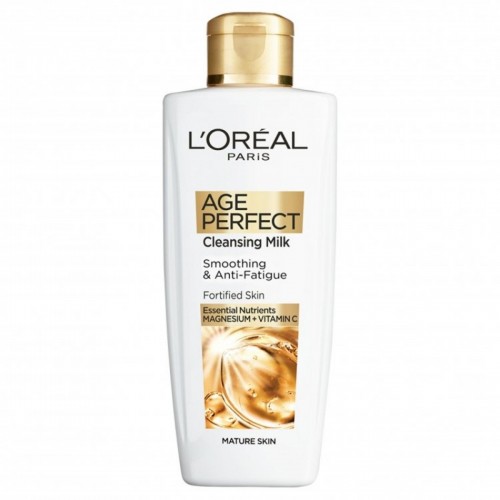 L'ORÉAL
PARIS
AGE
PERFECT
Cleansing Milk
Smoothing
& Anti-Fatigue
Fortified Skin
Essential Nutrients
MAGNESIUM + VITAMIN C
MATURE SKIN